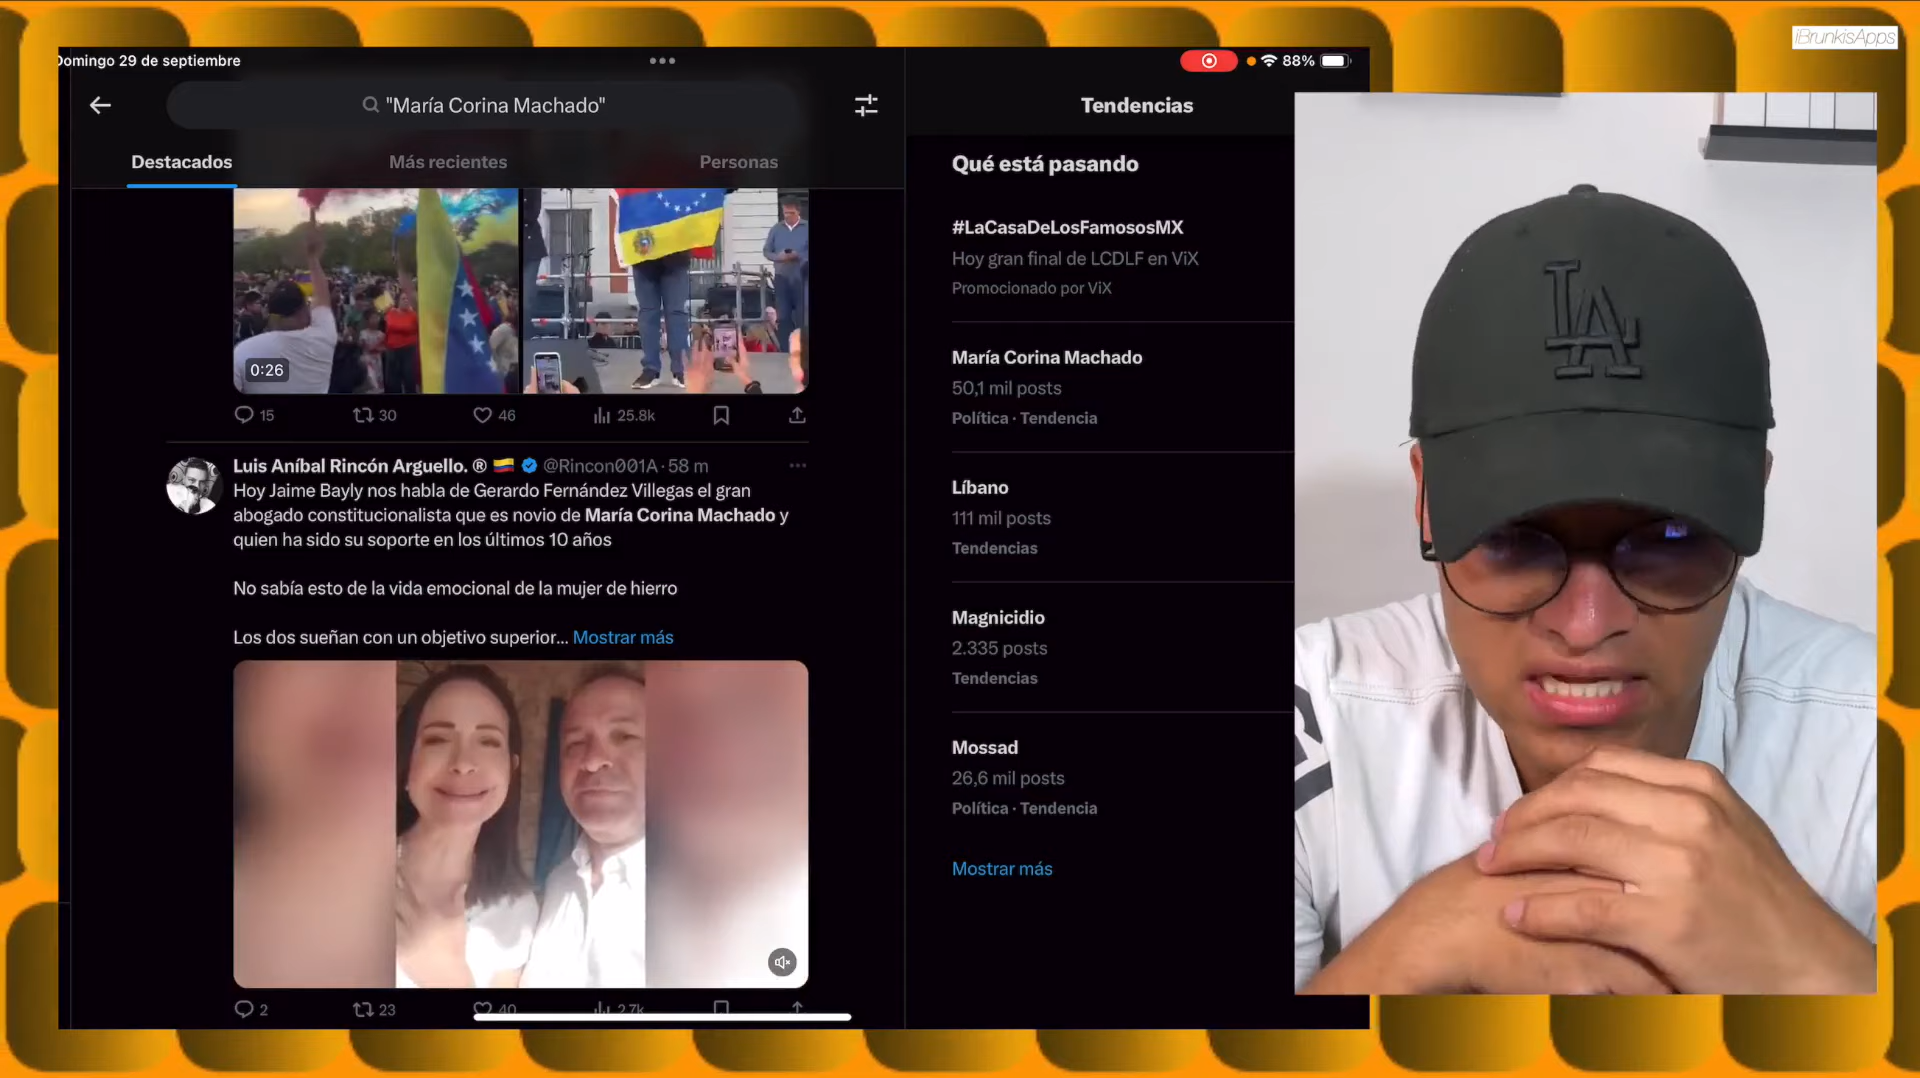 iBrunkisApps
Domingo 29 de septiembre
88%
"María Corina Machado"
Destacados
Más recientes
Personas
0:26
15
30
46
25.8k
Luis Aníbal Rincón Arguello. ® @Rincon001A · 58 m
Hoy Jaime Bayly nos habla de Gerardo Fernández Villegas el gran
abogado constitucionalista que es novio de María Corina Machado y
quien ha sido su soporte en los últimos 10 años
No sabía esto de la vida emocional de la mujer de hierro
Los dos sueñan con un objetivo superior... Mostrar más
2
23
40
2.7k
Tendencias
Qué está pasando
#LaCasaDeLosFamososMX
Hoy gran final de LCDLF en ViX
Promocionado por ViX
María Corina Machado
50,1 mil posts
Política · Tendencia
Líbano
111 mil posts
Tendencias
Magnicidio
2.335 posts
Tendencias
Mossad
26,6 mil posts
Política · Tendencia
Mostrar más
LA